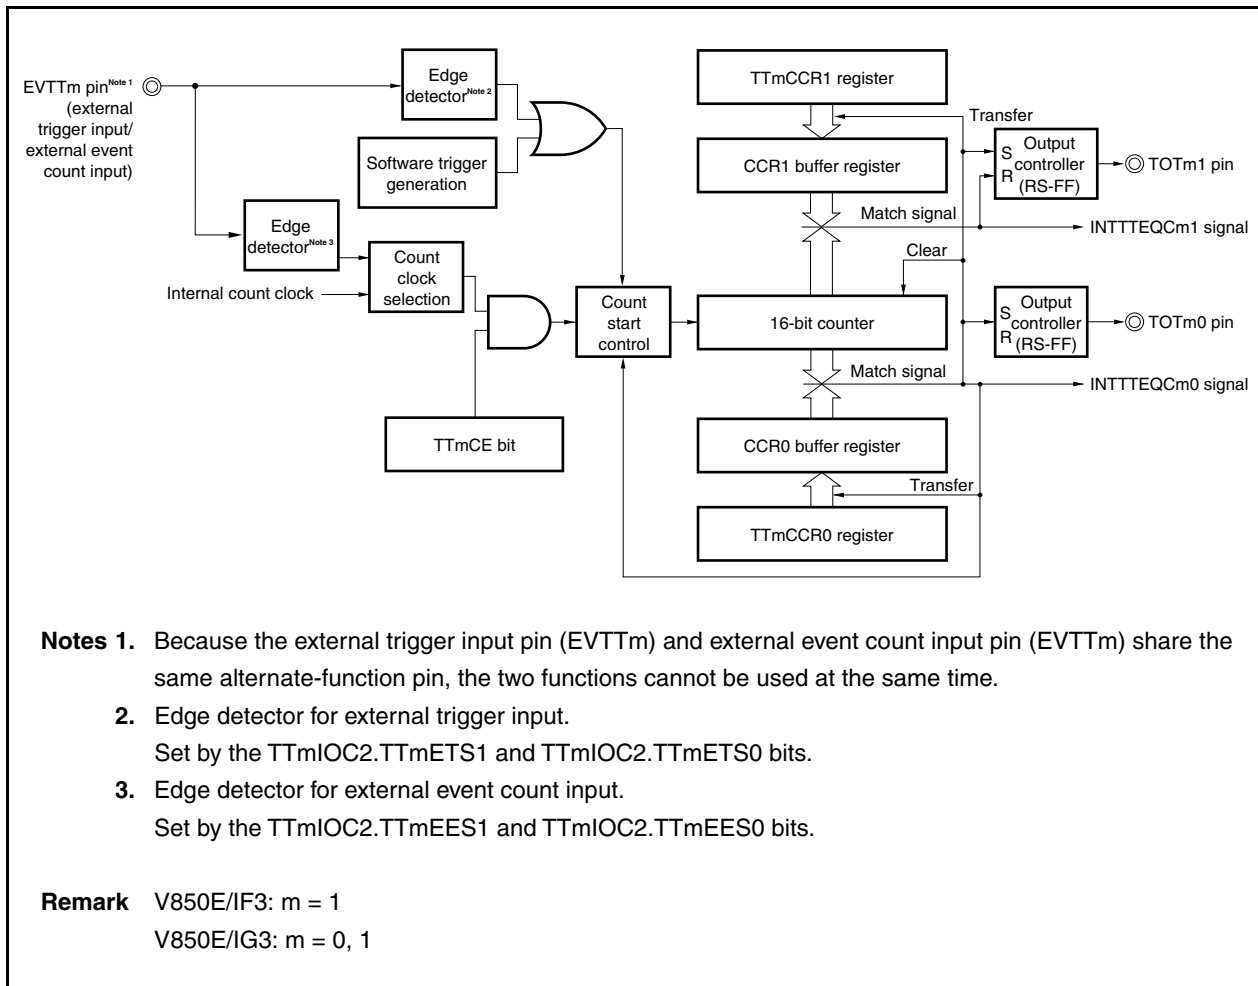 EVTTm pin Note 1
(external
trigger input/
external event
count input)
Edge
detector Note 2
Software trigger
generation
Edge
detector Note 3
Count
clock
selection
Internal count clock
TTmCE bit
Count
start
control
TTmCCR1 register
Transfer
CCR1 buffer register
Match signal
Clear
16-bit counter
Match signal
CCR0 buffer register
Transfer
TTmCCR0 register
S
R
Output
controller
(RS-FF)
TOTm1 pin
INTTTEQCm1 signal
S
R
Output
controller
(RS-FF)
TOTm0 pin
INTTTEQCm0 signal
Notes 1. Because the external trigger input pin (EVTTm) and external event count input pin (EVTTm) share the
same alternate-function pin, the two functions cannot be used at the same time.
2. Edge detector for external trigger input.
Set by the TTmIOC2.TTmETS1 and TTmIOC2.TTmETS0 bits.
3. Edge detector for external event count input.
Set by the TTmIOC2.TTmEES1 and TTmIOC2.TTmEES0 bits.
Remark V850E/IF3: m = 1
V850E/IG3: m = 0, 1